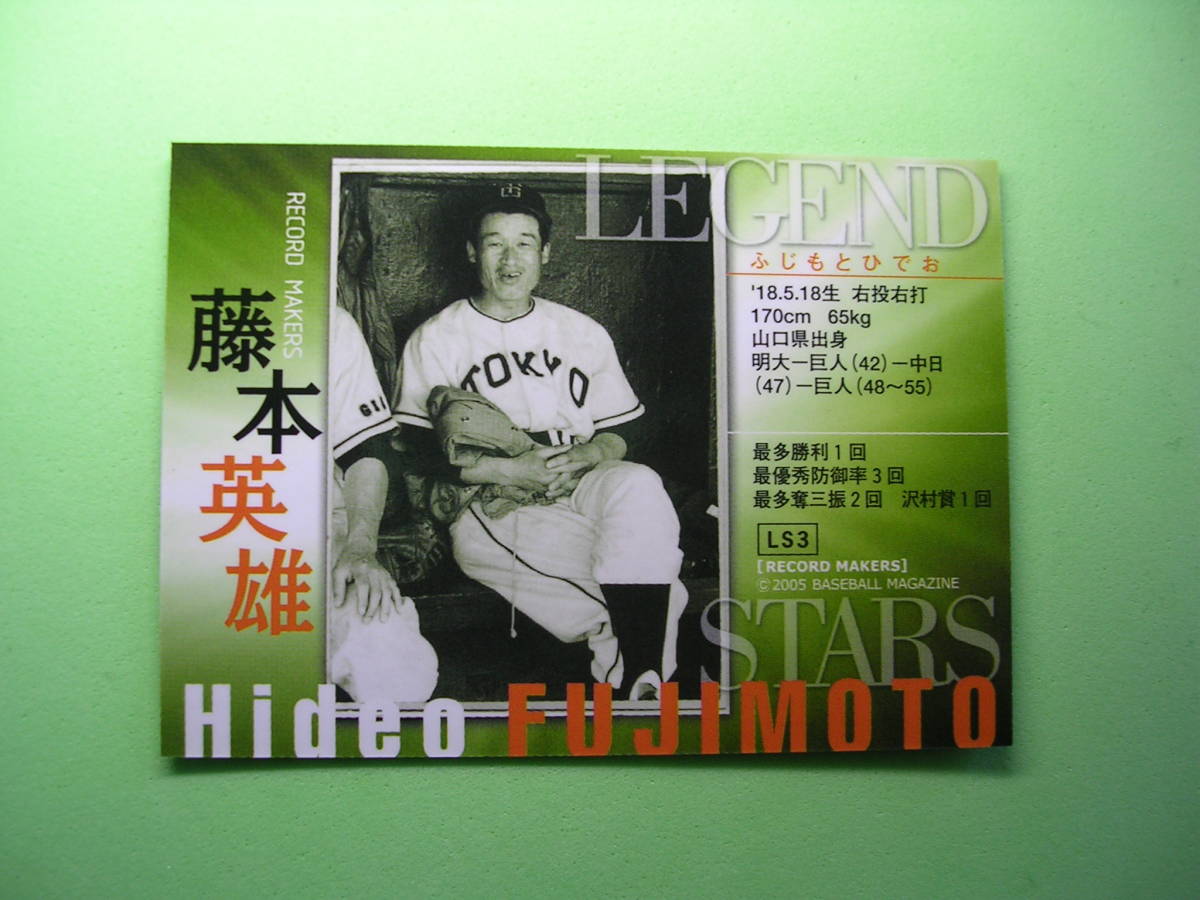 RECORD MAKERS
藤本英雄
TOKYO
GIA
LEGEND
ふじもとひでお
'18.5.18生 右投右打
170cm 65kg
山口県出身
明大ー巨人(42)ー中日
(47)ー巨人(48〜55)
最多勝利1回
最優秀防御率3回
最多奪三振2回 沢村賞1回
LS3
[RECORD MAKERS]
©2005 BASEBALL MAGAZINE
STARS
Hideo FUJIMOTO